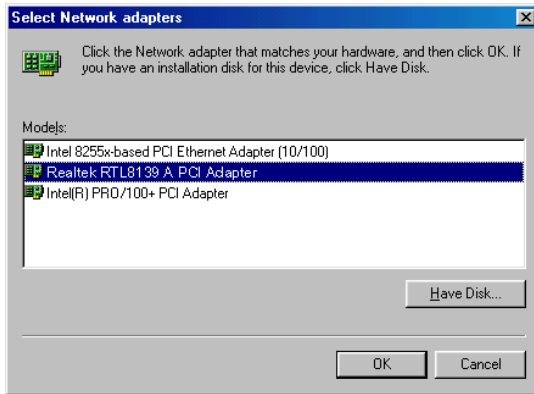 Select Network adapters
Click the Network adapter that matches your hardware, and then click OK. If
you have an installation disk for this device, click Have Disk.
Models:
Intel 8255x-based PCI Ethernet Adapter (10/100)
Realtek RTL8139 A PCI Adapter
Intel(R) PRO/100+ PCI Adapter
Have Disk...
OK
Cancel